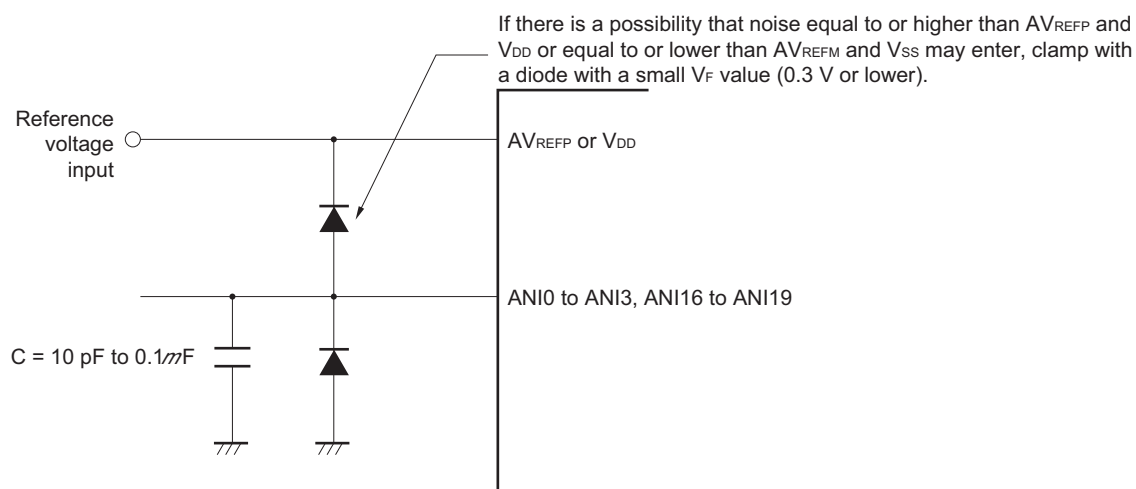 If there is a possibility that noise equal to or higher than AVREFP and
VDD or equal to or lower than AVREFM and VSS may enter, clamp with
a diode with a small VF value (0.3 V or lower).
Reference
voltage
input
AVREFP or VDD
ANI0 to ANI3, ANI16 to ANI19
C = 10 pF to 0.1mF